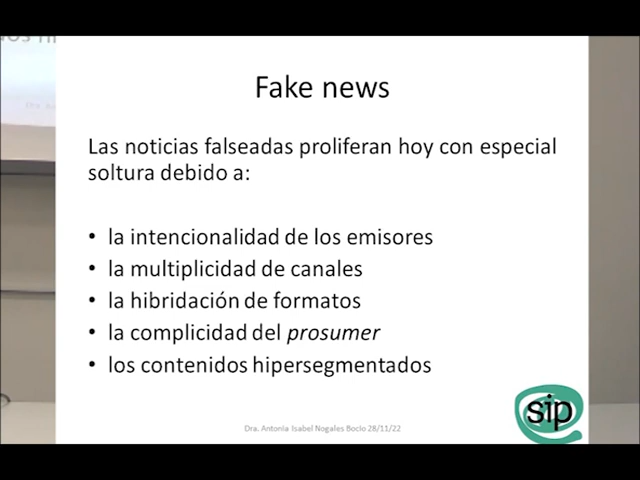 Fake news
Las noticias falseadas proliferan hoy con especial
soltura debido a:
• la intencionalidad de los emisores
• la multiplicidad de canales
• la hibridación de formatos
• la complicidad del prosumer
• los contenidos hipersegmentados
sip
Dra. Antonia Isabel Nogales Bocio 28/11/22